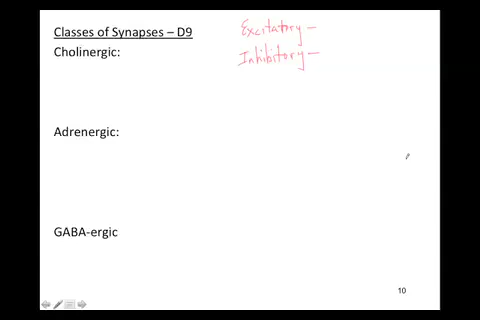 Classes of Synapses – D9
Excitatory –
Cholinergic:
Inhibitory –
Adrenergic:
GABA-ergic
10